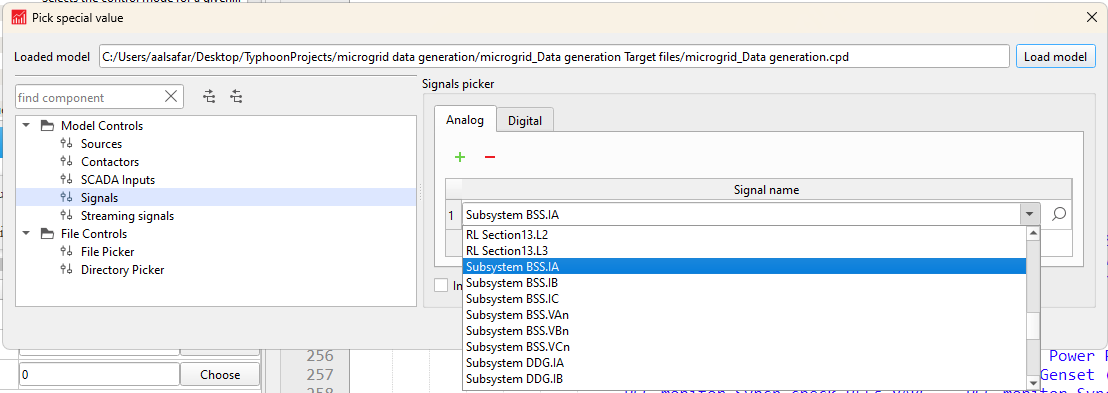 Pick special value
Loaded model C:/Users/aalsafar/Desktop/TyphoonProjects/microgrid data generation/microgrid_Data generation Target files/microgrid_Data generation.cpd Load model
find component
Signals picker
Model Controls
Sources
Contactors
SCADA Inputs
Signals
Streaming signals
File Controls
File Picker
Directory Picker
Analog Digital
Signal name
1 Subsystem BSS.IA
RL Section13.L2
RL Section13.L3
Subsystem BSS.IA
Subsystem BSS.IB
Subsystem BSS.IC
Subsystem BSS.VAn
Subsystem BSS.VBn
Subsystem BSS.VCn
Subsystem DDG.IA
Subsystem DDG.IB
In
256 Power
0 Choose 257 Genset